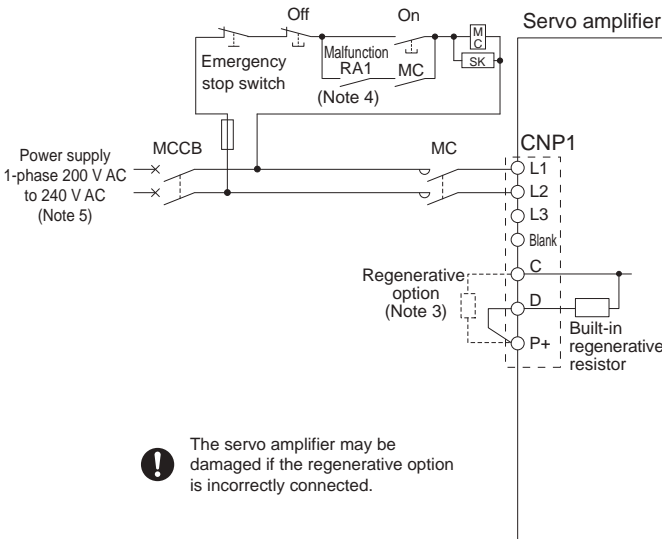 Off
On
Servo amplifier
Emergency
stop switch
Malfunction
RA1
(Note 4)
MC
M
C
SK
Power supply
1-phase 200 V AC
to 240 V AC
(Note 5)
MCCB
MC
CNP1
L1
L2
L3
Blank
C
D
P+
Regenerative
option
(Note 3)
Built-in
regenerative
resistor
The servo amplifier may be
damaged if the regenerative option
is incorrectly connected.